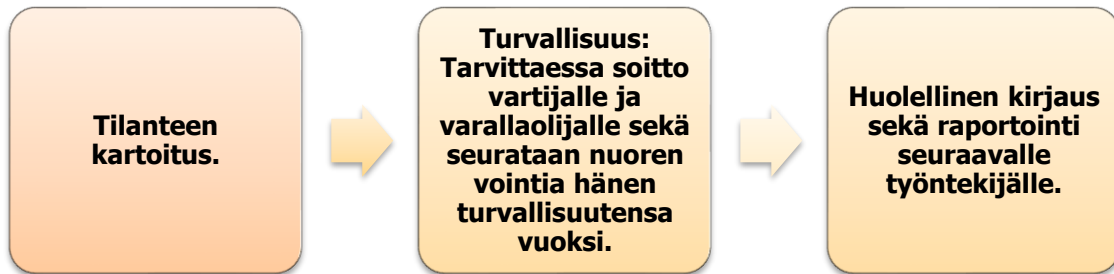 Tilanteen
kartoitus.
Turvallisuus:
Tarvittaessa soitto
vartijalle ja
varallaolijalle sekä
seurataan nuoren
vointia hänen
turvallisuutensa
vuoksi.
Huolellinen kirjaus
sekä raportointi
seuraavalle
työntekijälle.